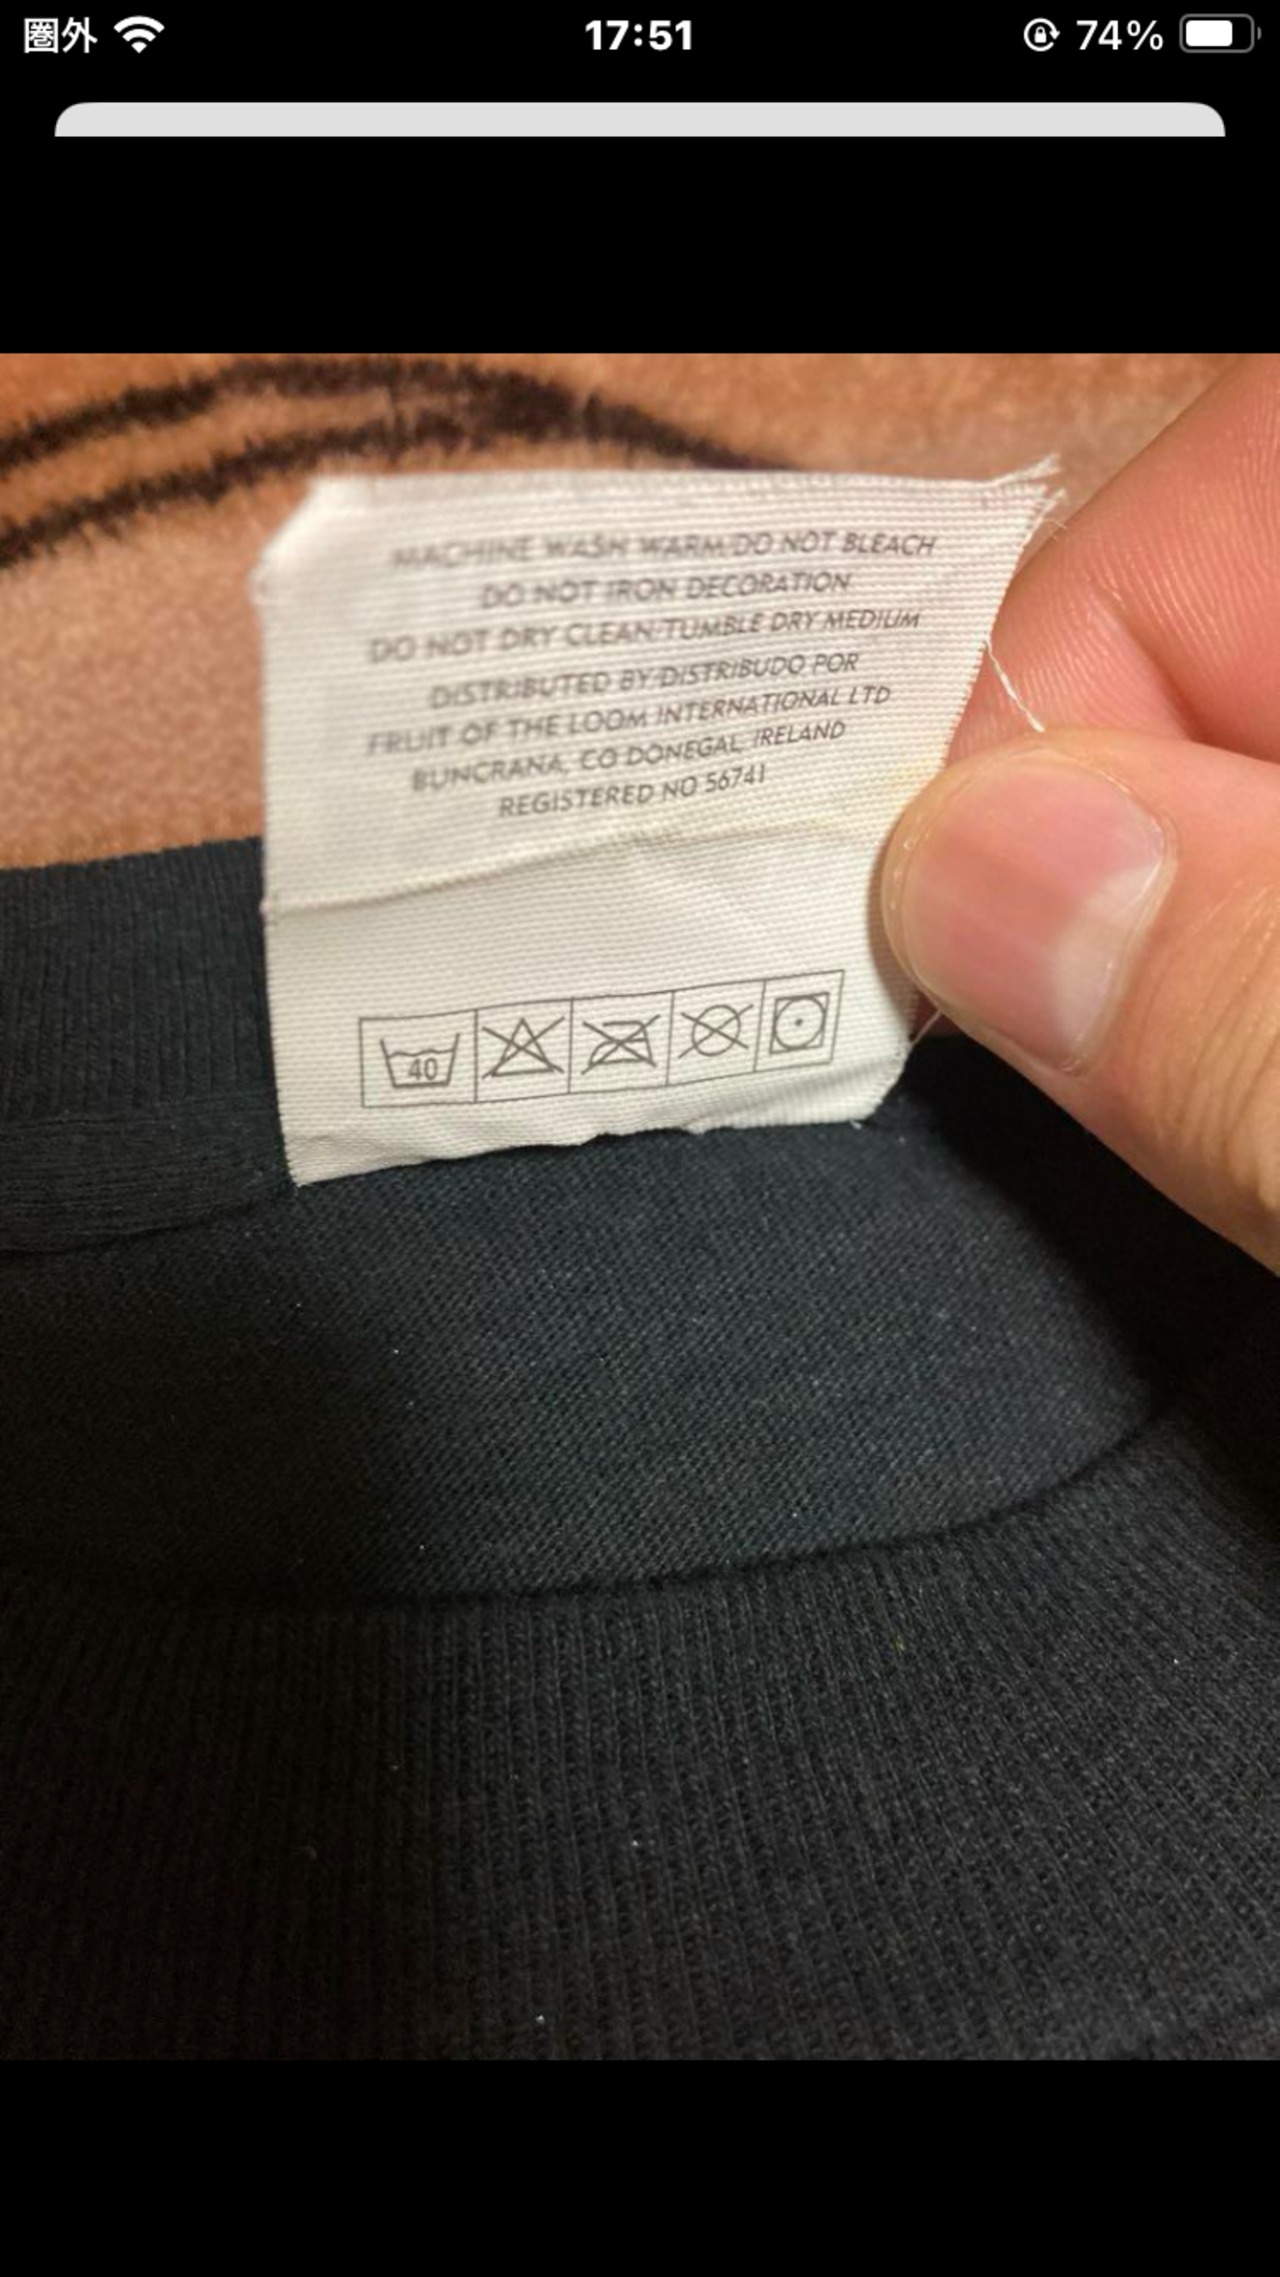 圏外 17:51 74%
MACHINE WASH WARM/DO NOT BLEACH
DO NOT IRON DECORATION
DO NOT DRY CLEAN/TUMBLE DRY MEDIUM
DISTRIBUTED BY/DISTRIBUDO POR
FRUIT OF THE LOOM INTERNATIONAL LTD
BUNCRANA, CO DONEGAL, IRELAND
REGISTERED NO 56741
40